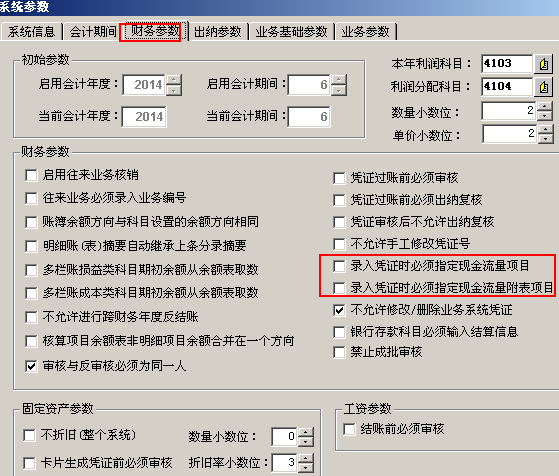 系统参数
系统信息 会计期间 财务参数 出纳参数 业务基础参数 业务参数
初始参数
启用会计年度： 2014 启用会计期间： 6
当前会计年度： 2014 当前会计期间： 6
本年利润科目： 4103
利润分配科目： 4104
数量小数位： 2
单价小数位： 2
财务参数
启用往来业务核销
往来业务必须录入业务编号
账簿余额方向与科目设置的余额方向相同
明细账(表)摘要自动继承上条分录摘要
多栏账损益类科目期初余额从余额表取数
多栏账成本类科目期初余额从余额表取数
不允许进行跨财务年度反结账
核算项目余额表非明细项目余额合并在一个方向
审核与反审核必须为同一人
凭证过账前必须审核
凭证过账前必须出纳复核
凭证审核后不允许出纳复核
不允许手工修改凭证号
录入凭证时必须指定现金流量项目
录入凭证时必须指定现金流量附表项目
不允许修改/删除业务系统凭证
银行存款科目必须输入结算信息
禁止成批审核
固定资产参数
不折旧(整个系统) 数量小数位： 0
卡片生成凭证前必须审核 折旧率小数位： 3
工资参数
结账前必须审核